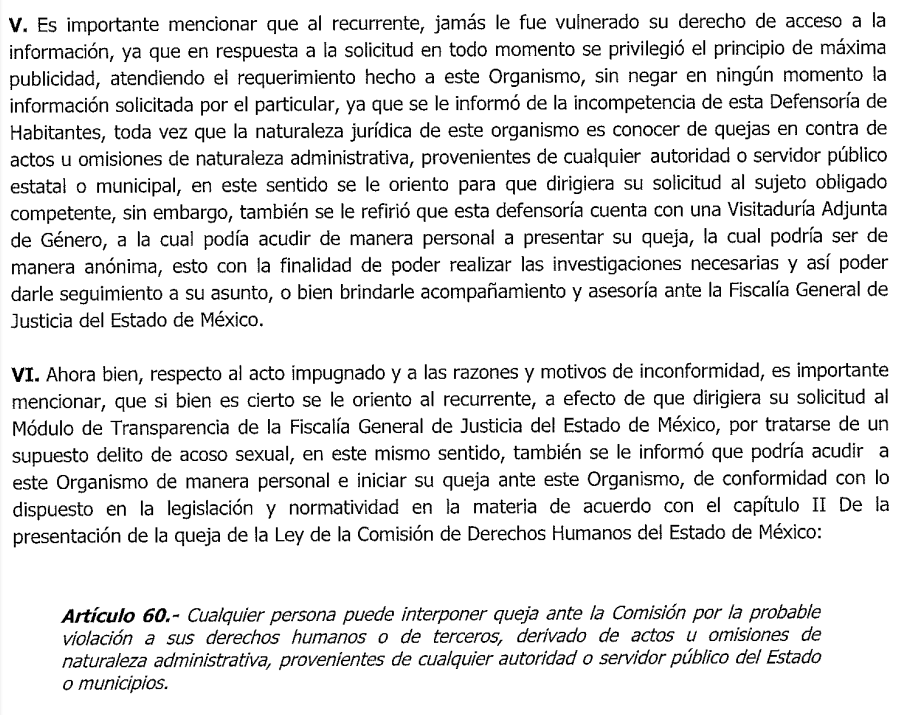 V. Es importante mencionar que al recurrente, jamás le fue vulnerado su derecho de acceso a la
información, ya que en respuesta a la solicitud en todo momento se privilegió el principio de máxima
publicidad, atendiendo el requerimiento hecho a este Organismo, sin negar en ningún momento la
información solicitada por el particular, ya que se le informó de la incompetencia de esta Defensoría de
Habitantes, toda vez que la naturaleza jurídica de este organismo es conocer de quejas en contra de
actos u omisiones de naturaleza administrativa, provenientes de cualquier autoridad o servidor público
estatal o municipal, en este sentido se le oriento para que dirigiera su solicitud al sujeto obligado
competente, sin embargo, también se le refirió que esta defensoría cuenta con una Visitaduría Adjunta
de Género, a la cual podía acudir de manera personal a presentar su queja, la cual podría ser de
manera anónima, esto con la finalidad de poder realizar las investigaciones necesarias y así poder
darle seguimiento a su asunto, o bien brindarle acompañamiento y asesoría ante la Fiscalía General de
Justicia del Estado de México.
VI. Ahora bien, respecto al acto impugnado y a las razones y motivos de inconformidad, es importante
mencionar, que si bien es cierto se le oriento al recurrente, a efecto de que dirigiera su solicitud al
Módulo de Transparencia de la Fiscalía General de Justicia del Estado de México, por tratarse de un
supuesto delito de acoso sexual, en este mismo sentido, también se le informó que podría acudir a
este Organismo de manera personal e iniciar su queja ante este Organismo, de conformidad con lo
dispuesto en la legislación y normatividad en la materia de acuerdo con el capítulo II De la
presentación de la queja de la Ley de la Comisión de Derechos Humanos del Estado de México:
Artículo 60.- Cualquier persona puede interponer queja ante la Comisión por la probable
violación a sus derechos humanos o de terceros, derivado de actos u omisiones de
naturaleza administrativa, provenientes de cualquier autoridad o servidor público del Estado
o municipios.